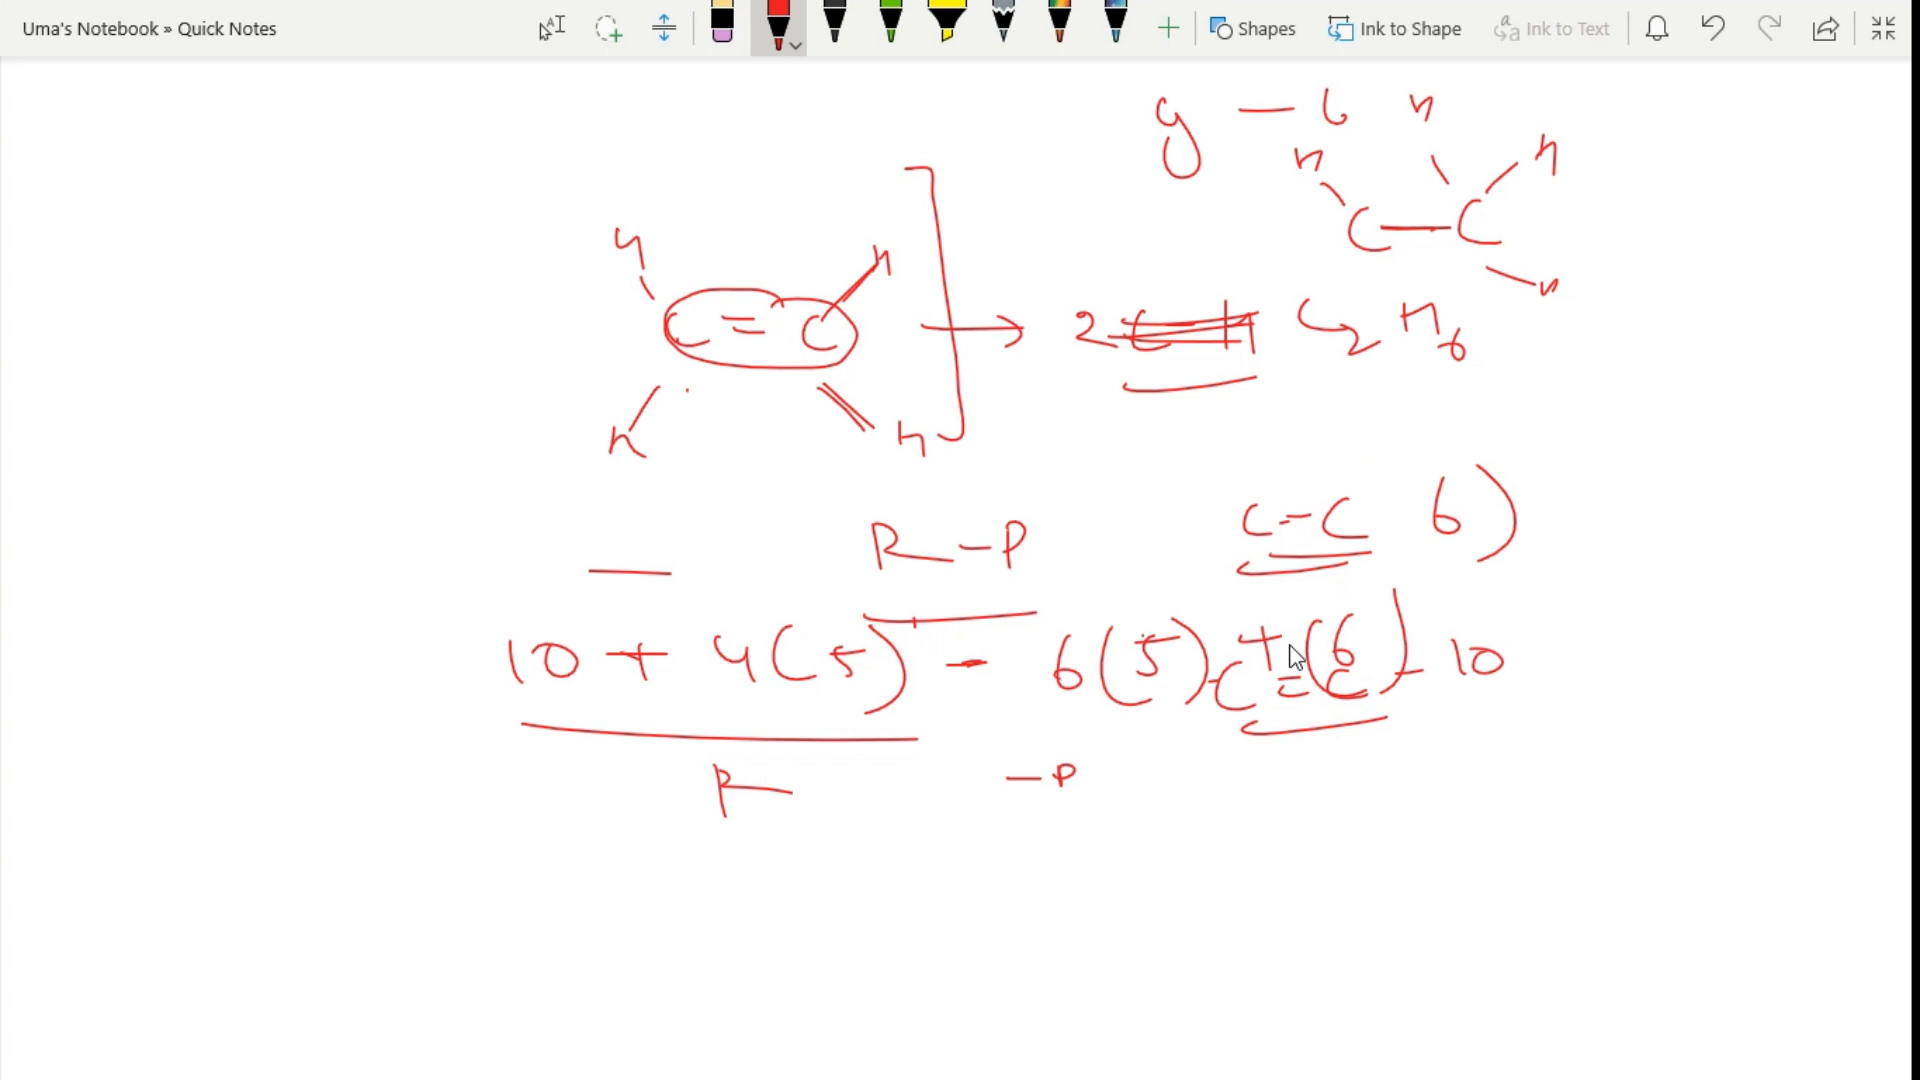 Uma's Notebook » Quick Notes
Shapes Ink to Shape Ink to Text
H H
H
C — C
H
H H
C = C → 2 C₂ H₆
H H
C = C 6 )
R - P
10 + 4 ( 5 ) - 6 ( 5 ) + ( 6 ) - 10
C = C
R - P